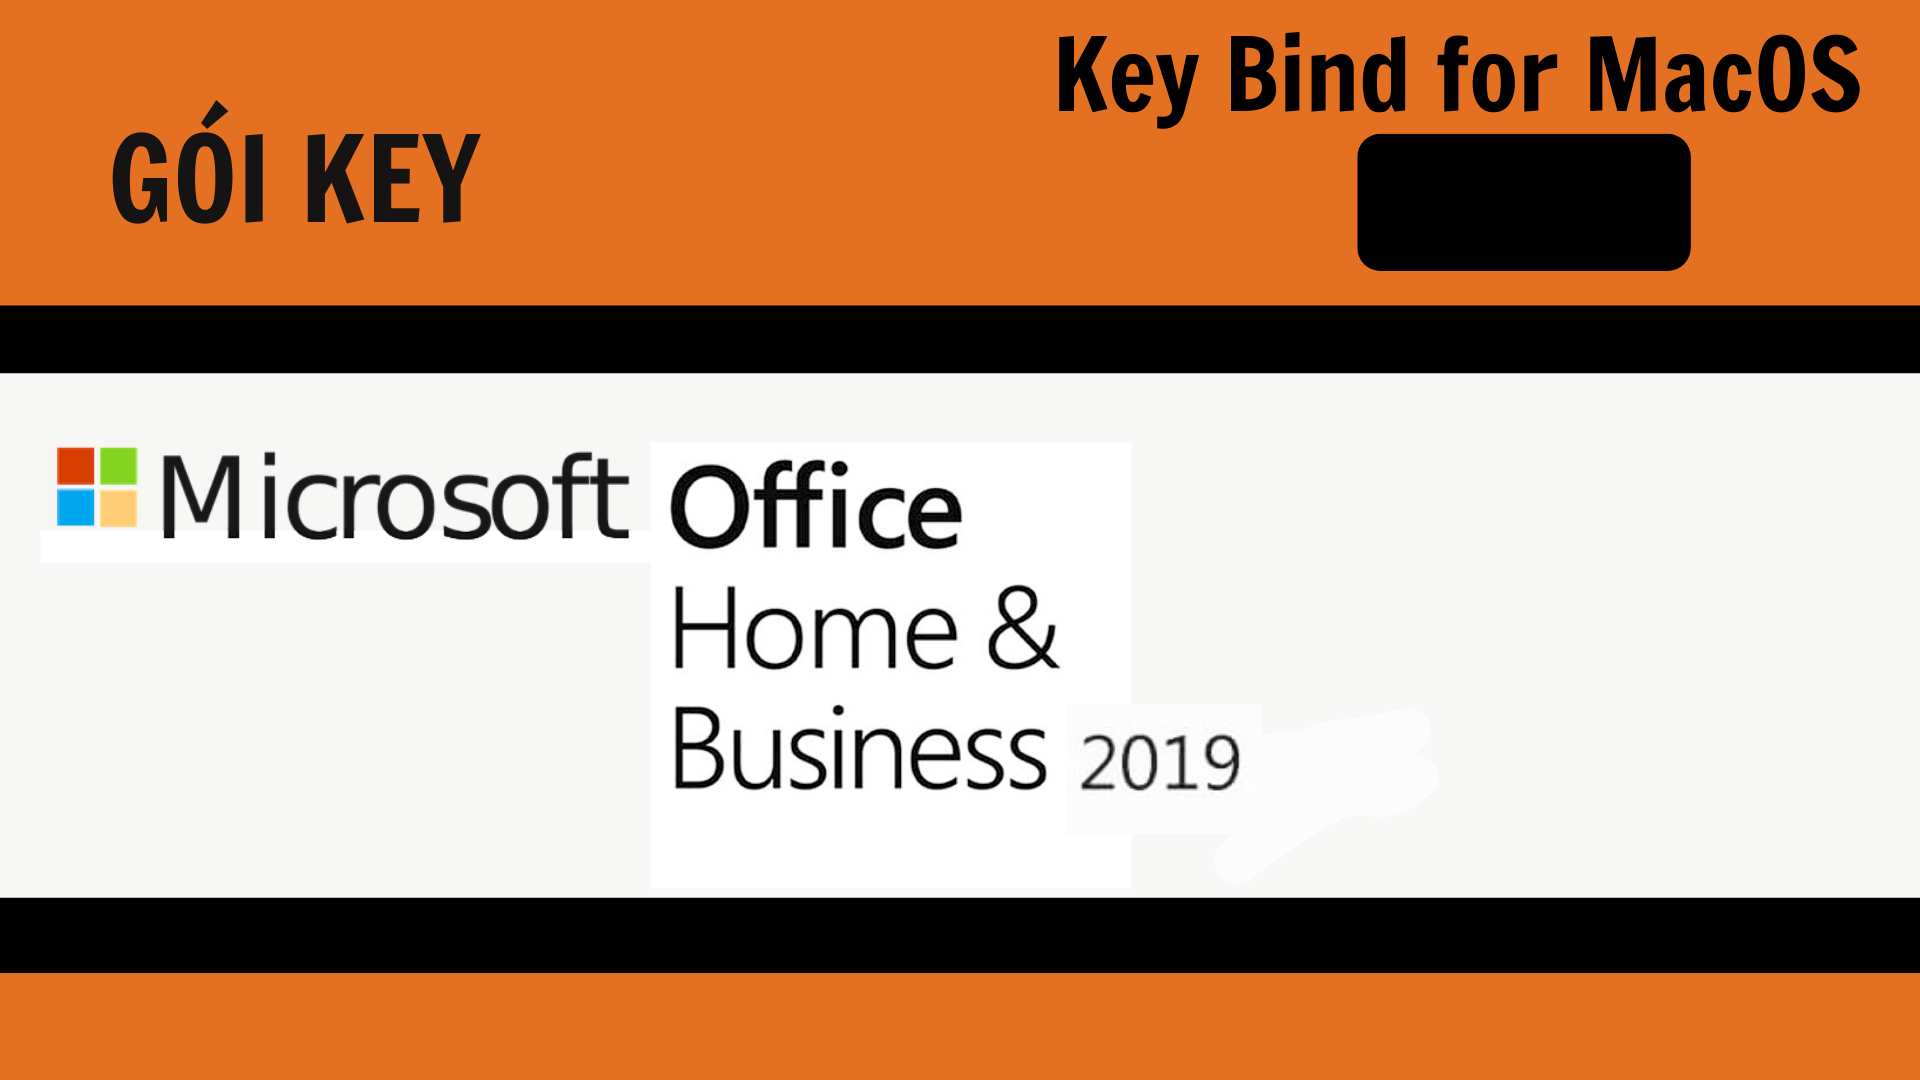 Key Bind for MacOS
GÓI KEY
Microsoft Office
Home &
Business 2019